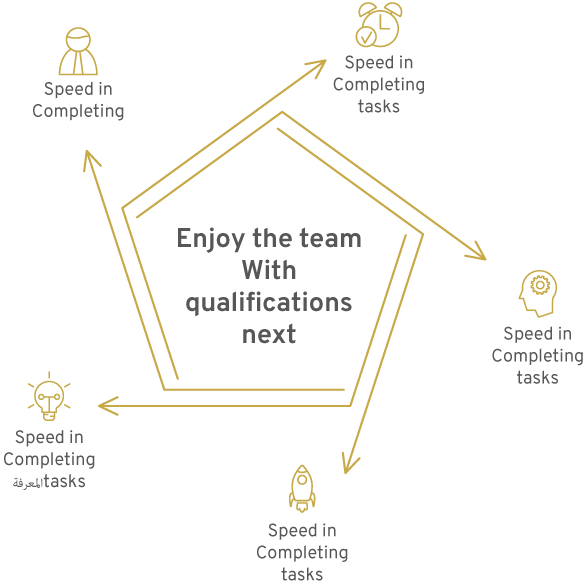 Speed in
Completing
tasks
Speed in
Completing
Enjoy the team
With
qualifications
next
Speed in
Completing
tasks
Speed in
Completing
المعرفةtasks
Speed in
Completing
tasks